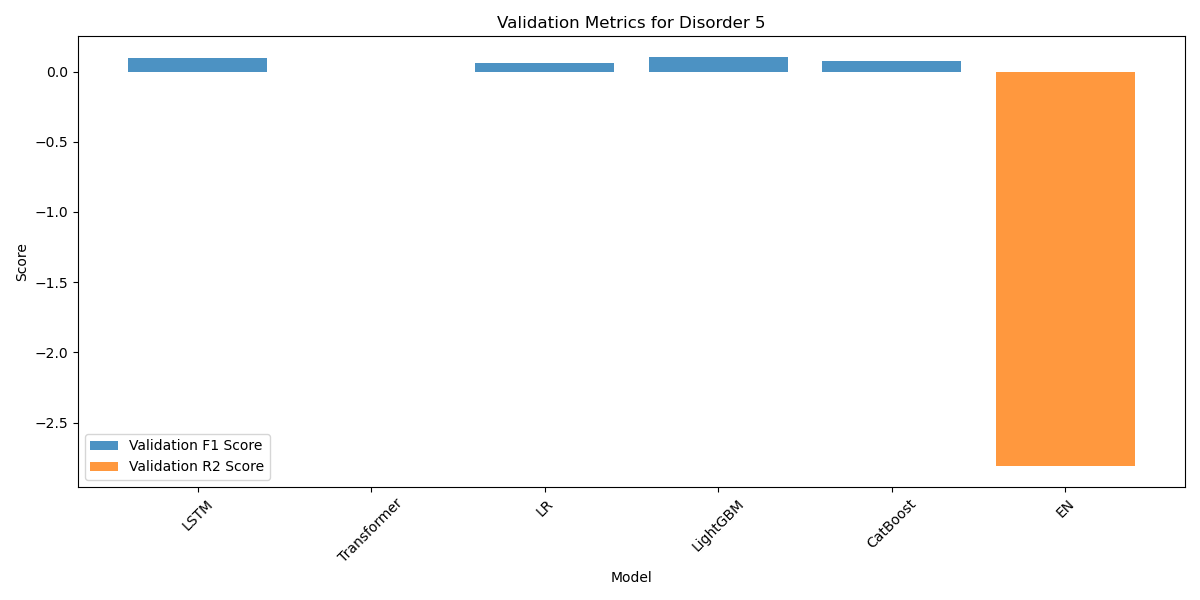 Validation Metrics for Disorder 5
Score
0.0
−0.5
−1.0
−1.5
−2.0
−2.5
Validation F1 Score
Validation R2 Score
LSTM
Transformer
LR
LightGBM
CatBoost
EN
Model